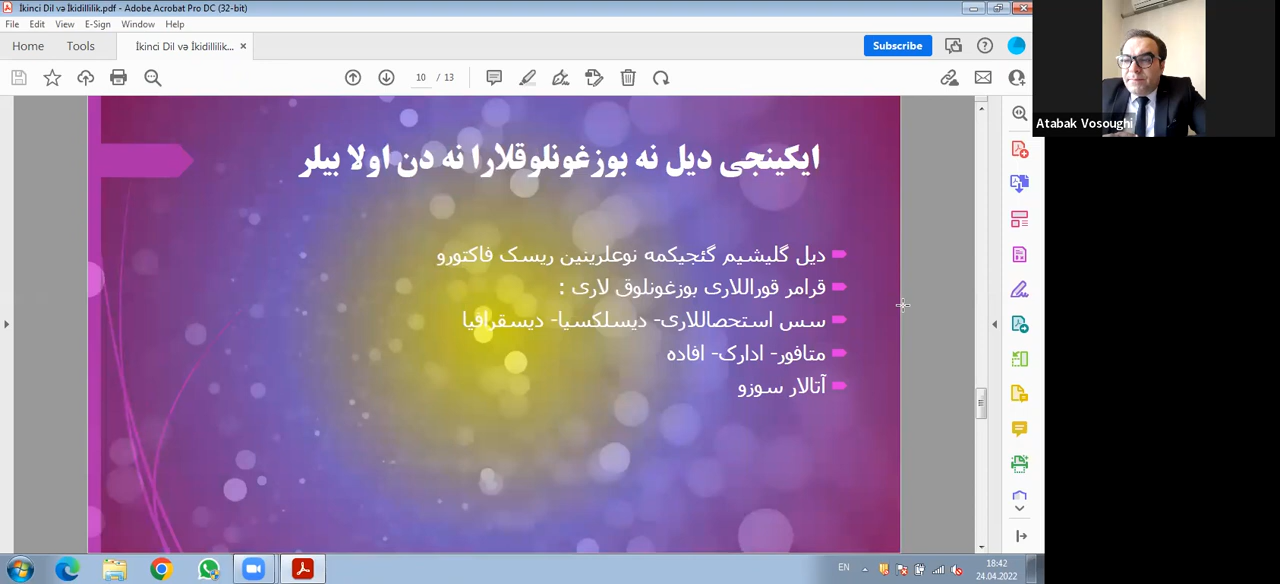 İkinci Dil və İkidillilik.pdf - Adobe Acrobat Pro DC (32-bit)
File Edit View E-Sign Window Help
Home Tools İkinci Dil və İkidillilik... × Subscribe
10 / 13
Atabak Vosoughi
ایکینجی دیل نه بوزغونلوقلارا نه دن اولا بیلر
دیل گلیشیم گئجیکمه نوعلرینین ریسک فاکتورو
قرامر قوراللاری بوزغونلوق لاری :
سس استحصاللاری- دیسلکسیا- دیسقرافیا
متافور- ادارک- افاده
آتالار سوزو
EN
18:42
24.04.2022